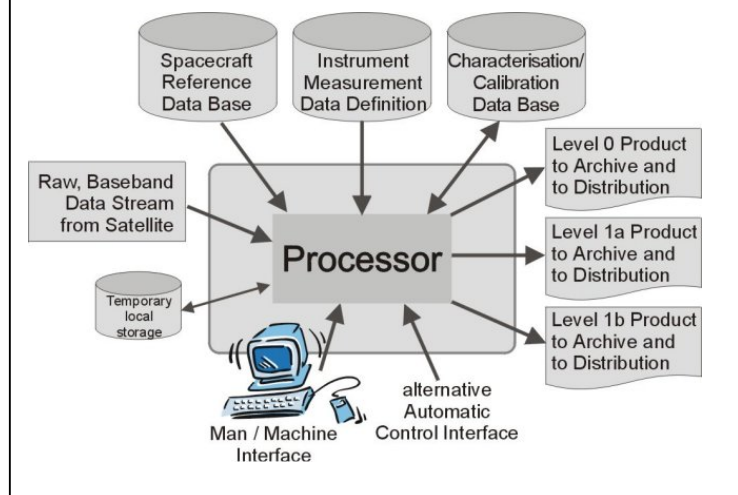 Spacecraft
Reference
Data Base
Instrument
Measurement
Data Definition
Characterisation/
Calibration
Data Base
Raw, Baseband
Data Stream
from Satellite
Processor
Level 0 Product
to Archive and
to Distribution
Level 1a Product
to Archive and
to Distribution
Level 1b Product
to Archive and
to Distribution
Temporary
local
storage
Man / Machine
Interface
alternative
Automatic
Control Interface